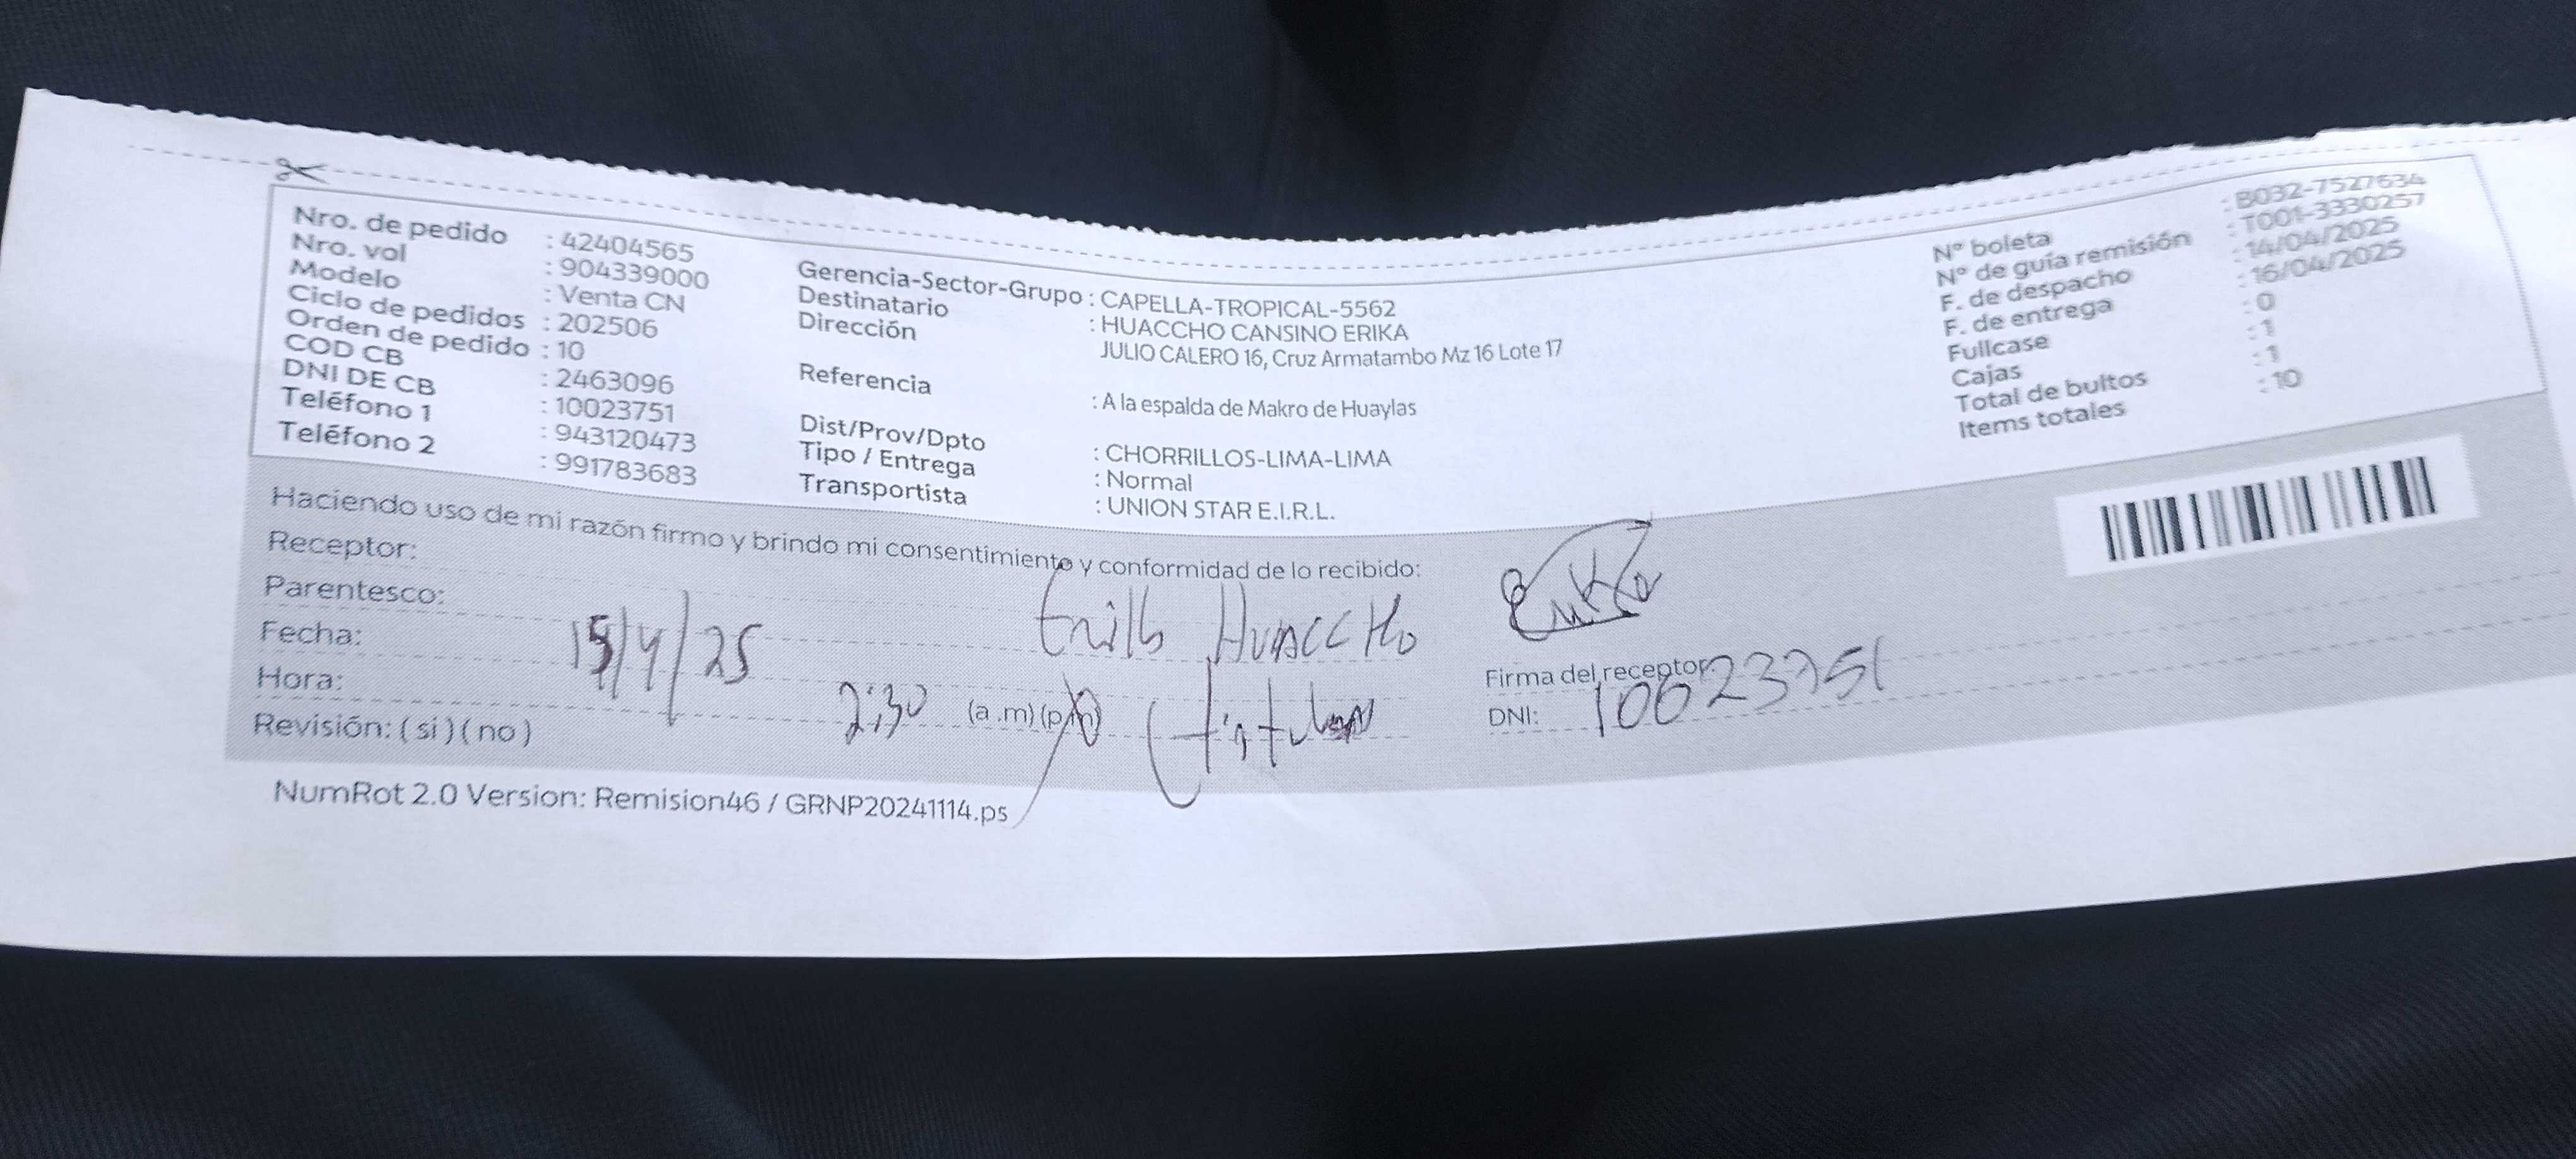 Nro. de pedido : 42404565
Nro. vol : 904339000
Modelo : Venta CN
Ciclo de pedidos : 202506
Orden de pedido : 10
COD CB : 2463096
DNI DE CB : 10023751
Teléfono 1 : 943120473
Teléfono 2 : 991783683
Gerencia-Sector-Grupo : CAPELLA-TROPICAL-5562
Destinatario : HUACCHO CANSINO ERIKA
Dirección JULIO CALERO 16, Cruz Armatambo Mz 16 Lote 17
Referencia : A la espalda de Makro de Huaylas
Dist/Prov/Dpto : CHORRILLOS-LIMA-LIMA
Tipo / Entrega : Normal
Transportista : UNION STAR E.I.R.L.
N° boleta : B032-7527634
N° de guía remisión : T001-3330257
F. de despacho : 14/04/2025
F. de entrega : 16/04/2025
Fullcase : 0
Cajas : 1
Total de bultos : 1
Items totales : 10
Haciendo uso de mi razón firmo y brindo mi consentimiento y conformidad de lo recibido:
Receptor: Huaccho
Parentesco:
Fecha: 15/4/25
Hora: 2:30 (a.m)(p.m)
Revisión: (si)(no)
Firma del receptor:
DNI: 10023751
NumRot 2.0 Version: Remision46 / GRNP20241114.ps